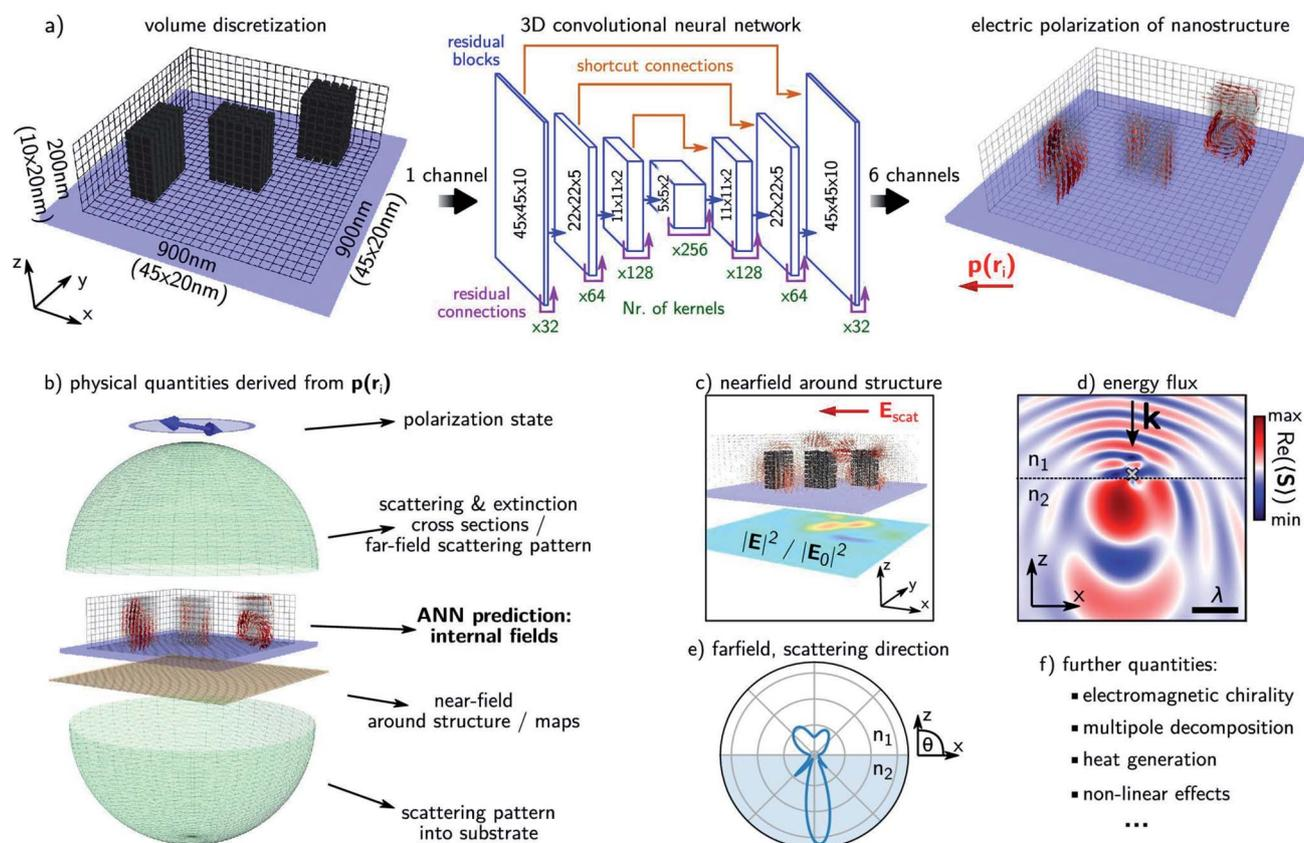 a)
volume discretization
3D convolutional neural network
electric polarization of nanostructure
residual
blocks
shortcut connections
200nm
(10x20nm)
900nm
(45x20nm)
900nm
(45x20nm)
z
y
x
1 channel
45x45x10
22x22x5
11x11x2
5x5x2
11x11x2
22x22x5
45x45x10
6 channels
residual
connections
x32
x64
x128
x256
x128
x64
x32
Nr. of kernels
p(rᵢ)
b) physical quantities derived from p(rᵢ)
polarization state
scattering & extinction
cross sections /
far-field scattering pattern
ANN prediction:
internal fields
near-field
around structure / maps
scattering pattern
into substrate
c) nearfield around structure
E_scat
|E|² / |E₀|²
z
y
x
d) energy flux
k
n₁
n₂
z
x
λ
max
Re(⟨S⟩)
min
e) farfield, scattering direction
n₁
n₂
z
θ
x
f) further quantities:
▪ electromagnetic chirality
▪ multipole decomposition
▪ heat generation
▪ non-linear effects
...